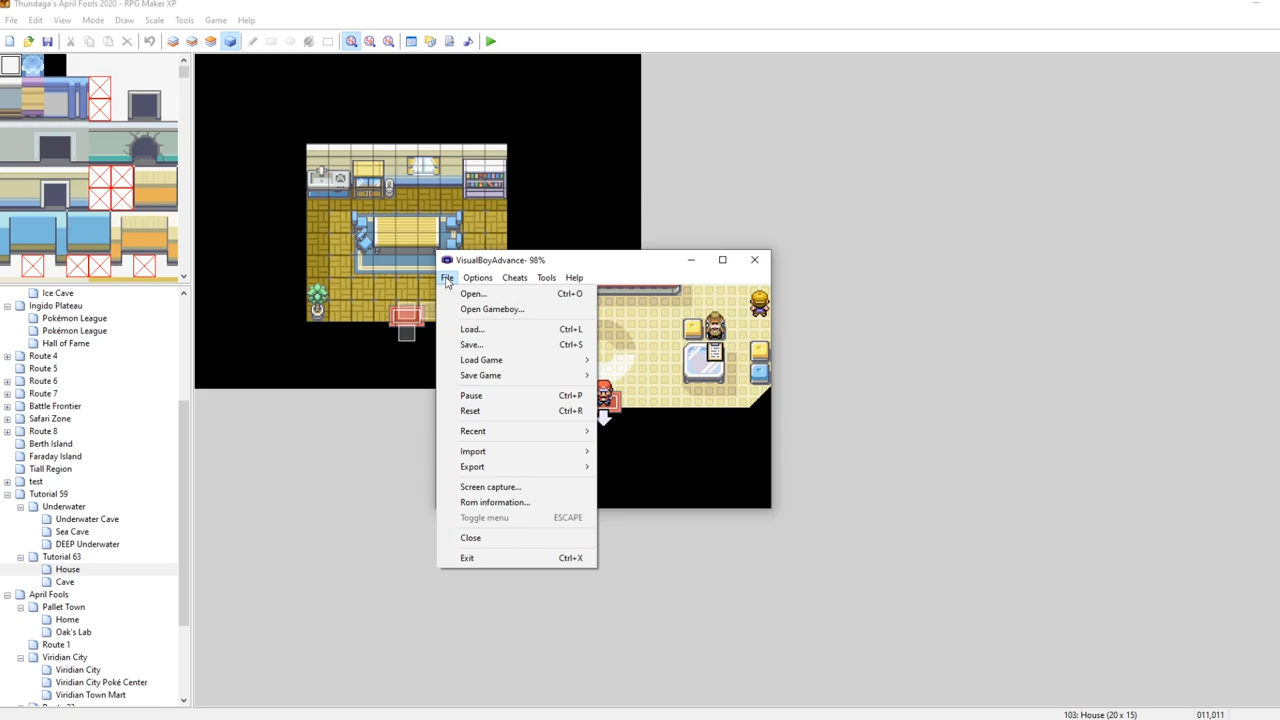 Thundaga's April Fools 2020 - RPG Maker XP
File Edit View Mode Draw Scale Tools Game Help
Ice Cave
Ingido Plateau
Pokémon League
Pokémon League
Hall of Fame
Route 4
Route 5
Route 6
Route 7
Battle Frontier
Safari Zone
Route 8
Berth Island
Faraday Island
Tiall Region
test
Tutorial 59
Underwater
Underwater Cave
Sea Cave
DEEP Underwater
Tutorial 63
House
Cave
April Fools
Pallet Town
Home
Oak's Lab
Route 1
Viridian City
Viridian City
Viridian City Poké Center
Viridian Town Mart
VisualBoyAdvance- 98%
File Options Cheats Tools Help
Open... Ctrl+O
Open Gameboy...
Load... Ctrl+L
Save... Ctrl+S
Load Game
Save Game
Pause Ctrl+P
Reset Ctrl+R
Recent
Import
Export
Screen capture...
Rom information...
Toggle menu ESCAPE
Close
Exit Ctrl+X
103: House (20 x 15) 011,011